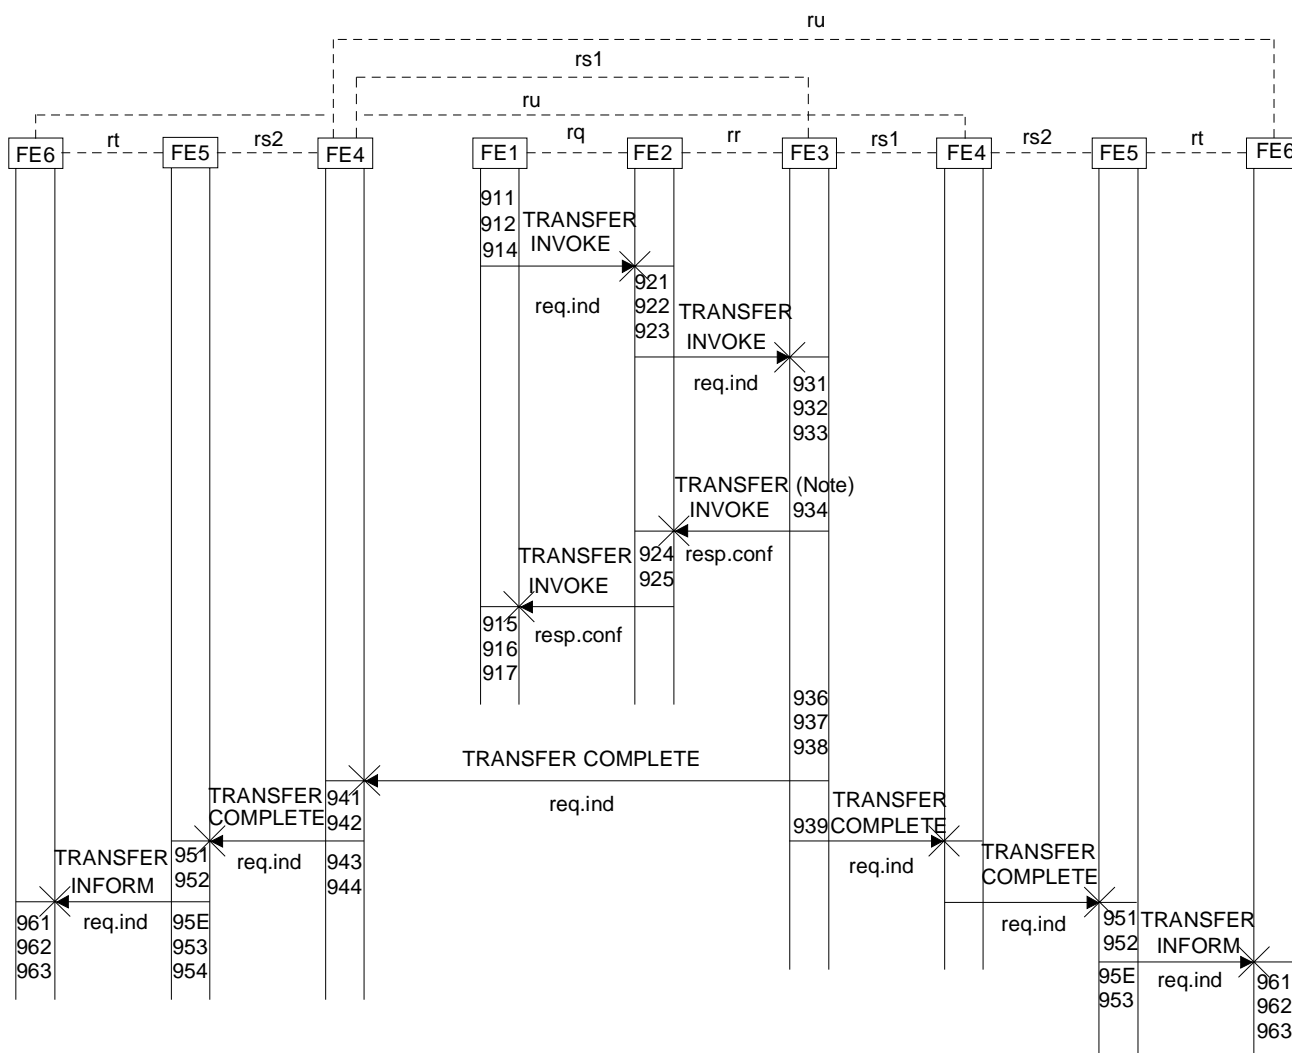 ru
rs1
ru
rt rs2 rq rr rs1 rs2 rt
FE6 FE5 FE4 FE1 FE2 FE3 FE4 FE5 FE6
911
912 TRANSFER
914 INVOKE
req.ind
921
922
923
TRANSFER
INVOKE
req.ind
931
932
933
TRANSFER (Note)
INVOKE 934
resp.conf
924
925
TRANSFER
INVOKE
resp.conf
915
916
917
936
937
938
TRANSFER COMPLETE
req.ind
941
942
TRANSFER
COMPLETE
req.ind
943
944
951
952
TRANSFER
INFORM
req.ind
95E
953
954
961
962
963
TRANSFER
939 COMPLETE
req.ind
TRANSFER
COMPLETE
req.ind
951
952
TRANSFER
INFORM
req.ind
95E
953
961
962
963